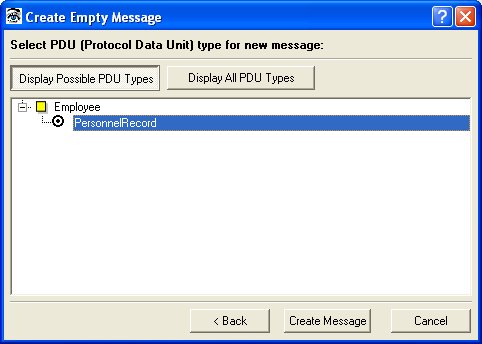 Create Empty Message
Select PDU (Protocol Data Unit) type for new message:
Display Possible PDU Types
Display All PDU Types
Employee
PersonnelRecord
< Back
Create Message
Cancel